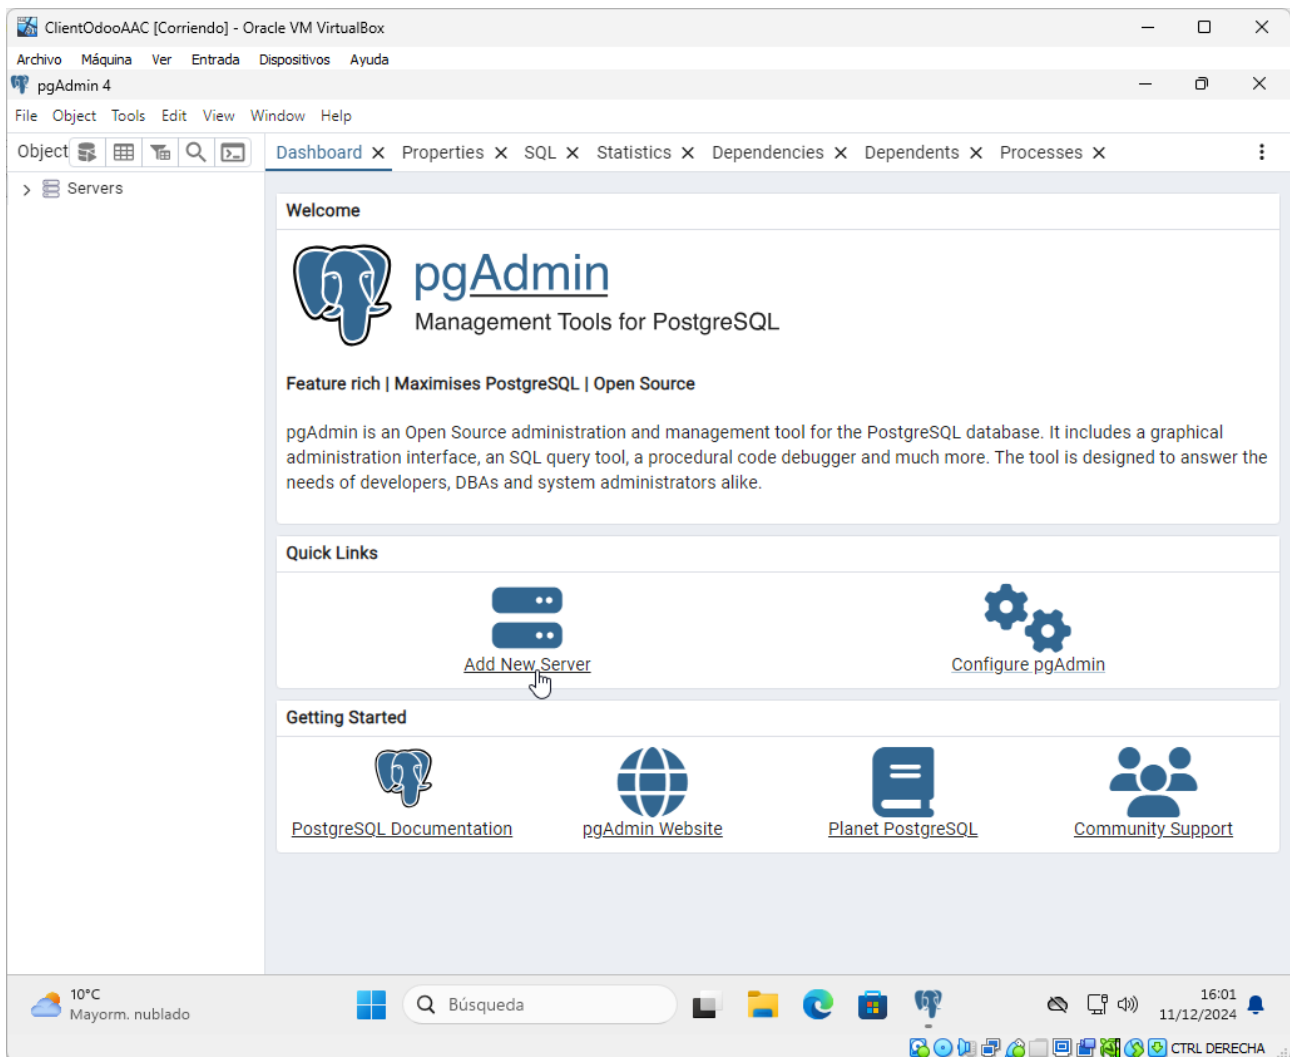 ClientOdooAAC [Corriendo] - Oracle VM VirtualBox
Archivo Máquina Ver Entrada Dispositivos Ayuda
pgAdmin 4
File Object Tools Edit View Window Help
Object Dashboard Properties SQL Statistics Dependencies Dependents Processes
Servers
Welcome
pgAdmin
Management Tools for PostgreSQL
Feature rich | Maximises PostgreSQL | Open Source
pgAdmin is an Open Source administration and management tool for the PostgreSQL database. It includes a graphical
administration interface, an SQL query tool, a procedural code debugger and much more. The tool is designed to answer the
needs of developers, DBAs and system administrators alike.
Quick Links
Add New Server Configure pgAdmin
Getting Started
PostgreSQL Documentation pgAdmin Website Planet PostgreSQL Community Support
10°C
Mayorm. nublado
Búsqueda
16:01
11/12/2024
CTRL DERECHA